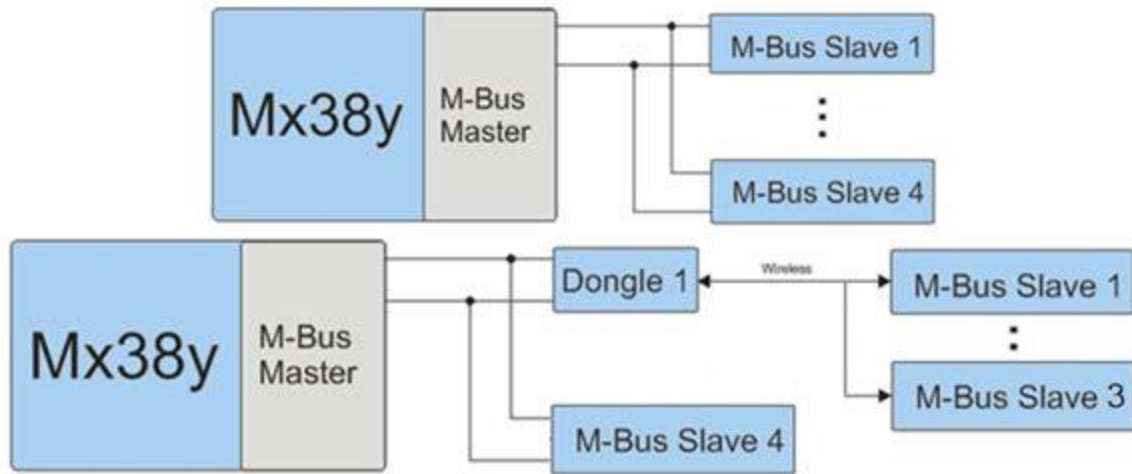 Mx38y
M-Bus
Master
M-Bus Slave 1
M-Bus Slave 4
Mx38y
M-Bus
Master
Dongle 1
Wireless
M-Bus Slave 1
M-Bus Slave 3
M-Bus Slave 4